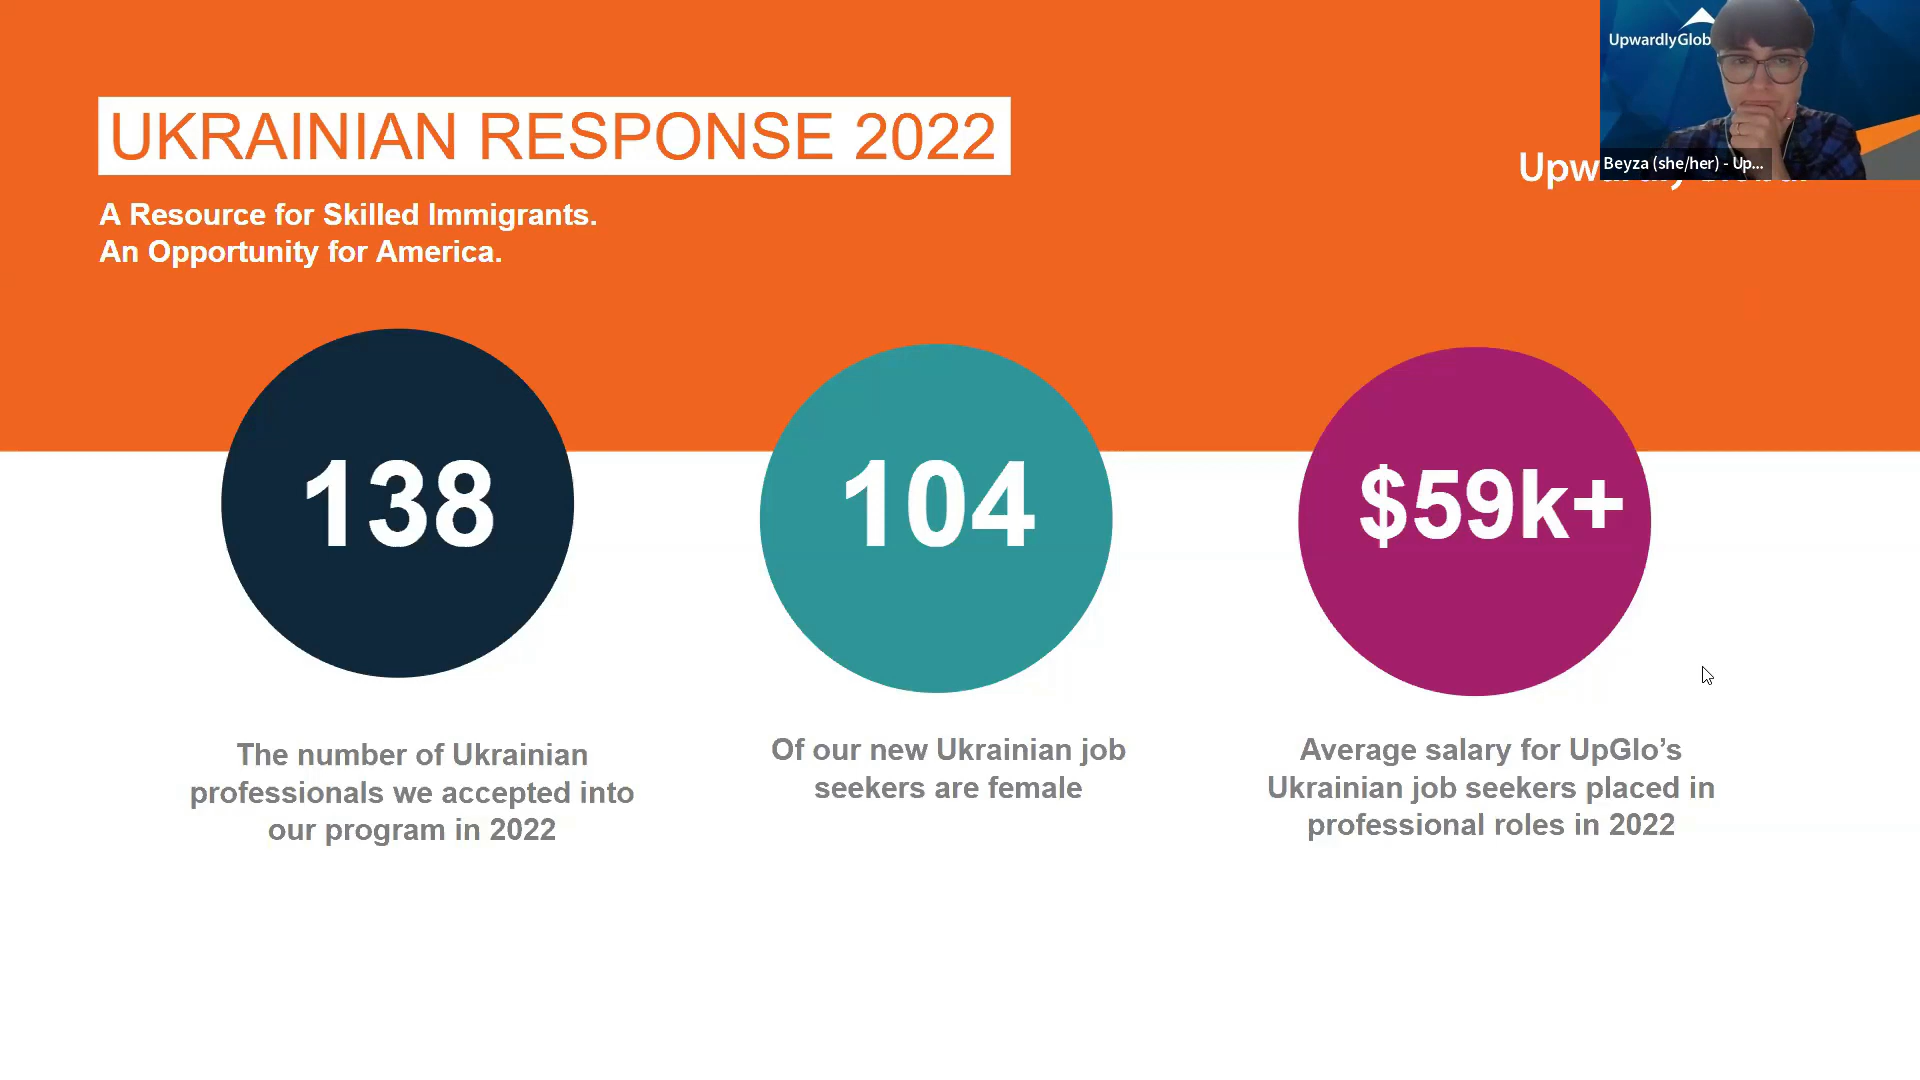 UpwardlyGlob
UKRAINIAN RESPONSE 2022
Beyza (she/her) - Up...
A Resource for Skilled Immigrants.
An Opportunity for America.
138
104
$59k+
The number of Ukrainian
professionals we accepted into
our program in 2022
Of our new Ukrainian job
seekers are female
Average salary for UpGlo’s
Ukrainian job seekers placed in
professional roles in 2022